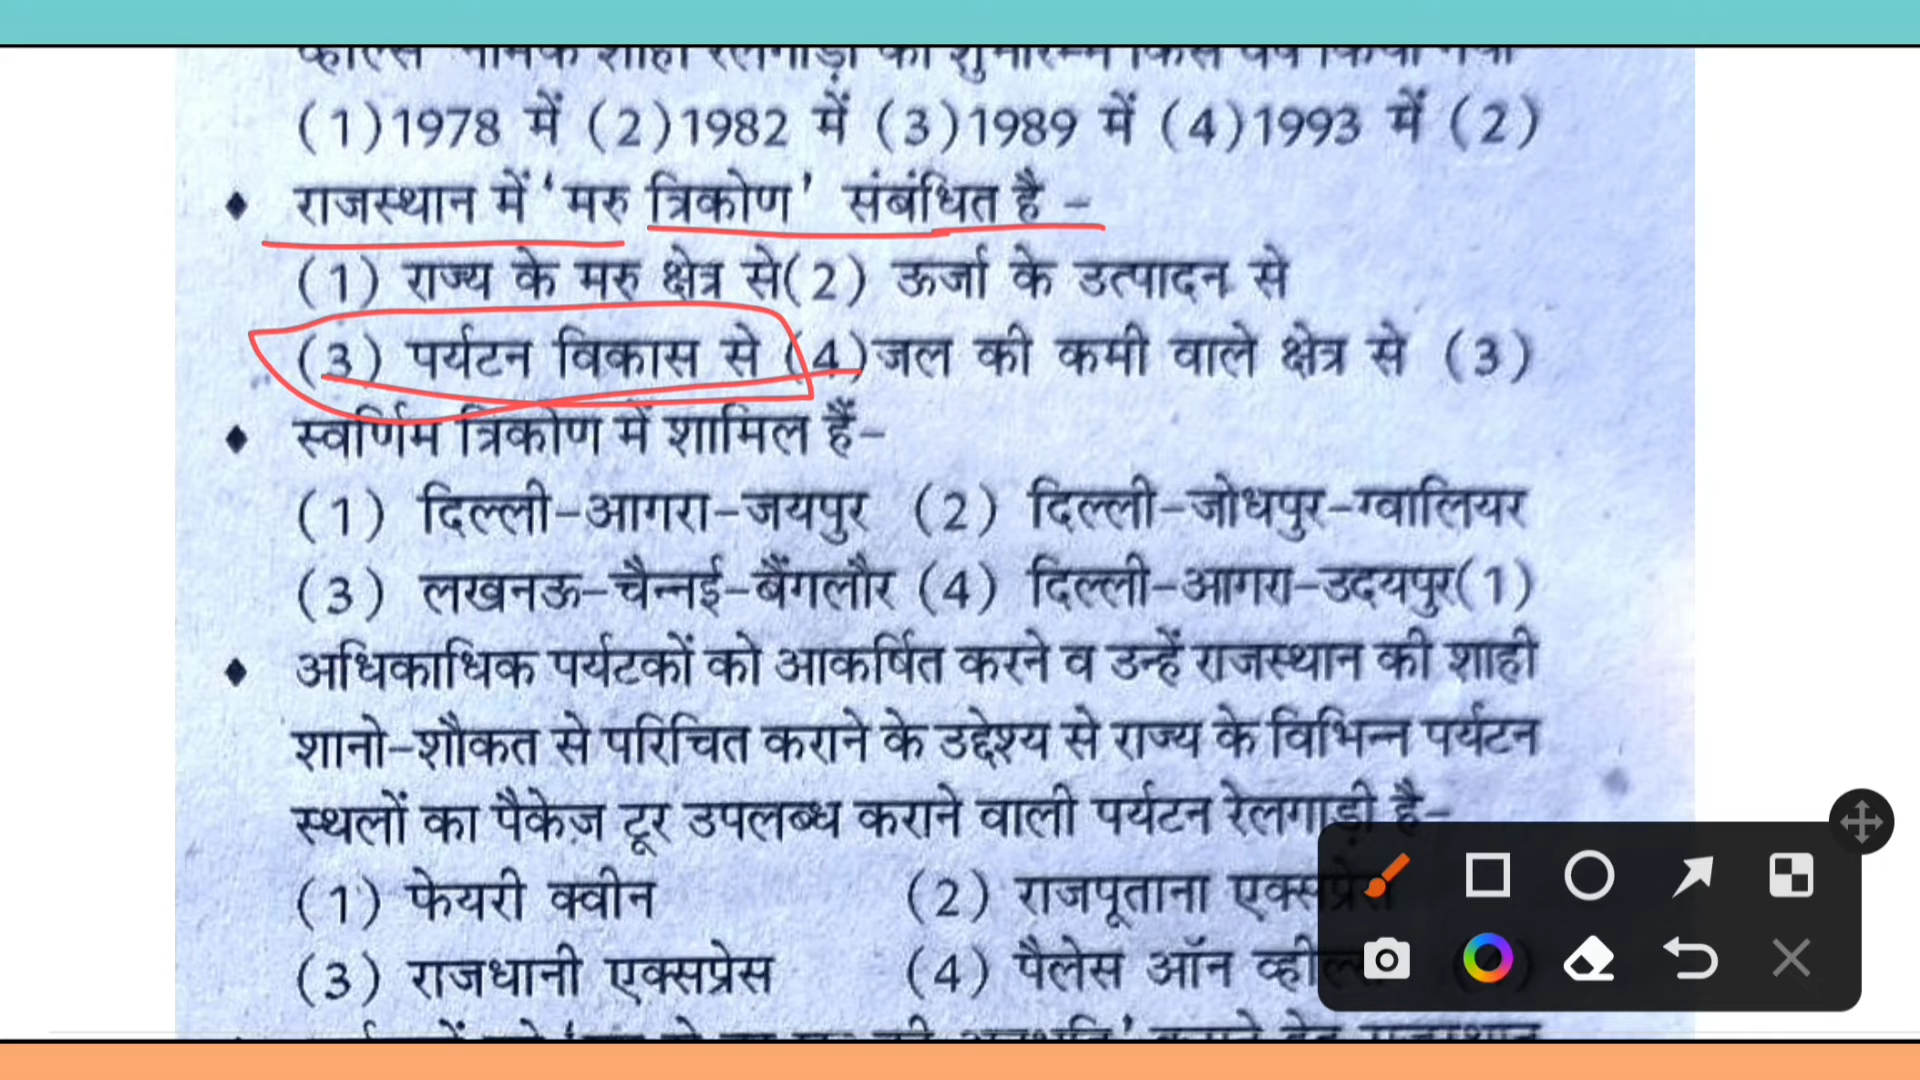 (1)1978 में (2)1982 में (3)1989 में (4)1993 में (2)
♦ राजस्थान में ‘मरु त्रिकोण’ संबंधित है –
(1) राज्य के मरु क्षेत्र से(2) ऊर्जा के उत्पादन से
(3) पर्यटन विकास से (4)जल की कमी वाले क्षेत्र से (3)
♦ स्वर्णिम त्रिकोण में शामिल हैं–
(1) दिल्ली–आगरा–जयपुर (2) दिल्ली–जोधपुर–ग्वालियर
(3) लखनऊ–चैन्नई–बैंगलौर (4) दिल्ली–आगरा–उदयपुर(1)
♦ अधिकाधिक पर्यटकों को आकर्षित करने व उन्हें राजस्थान की शाही
शानो–शौकत से परिचित कराने के उद्देश्य से राज्य के विभिन्न पर्यटन
स्थलों का पैकेज़ टूर उपलब्ध कराने वाली पर्यटन रेलगाड़ी है–
(1) फेयरी क्वीन (2) राजपूताना एक्सप्रेस
(3) राजधानी एक्सप्रेस (4) पैलेस ऑन व्हील्स